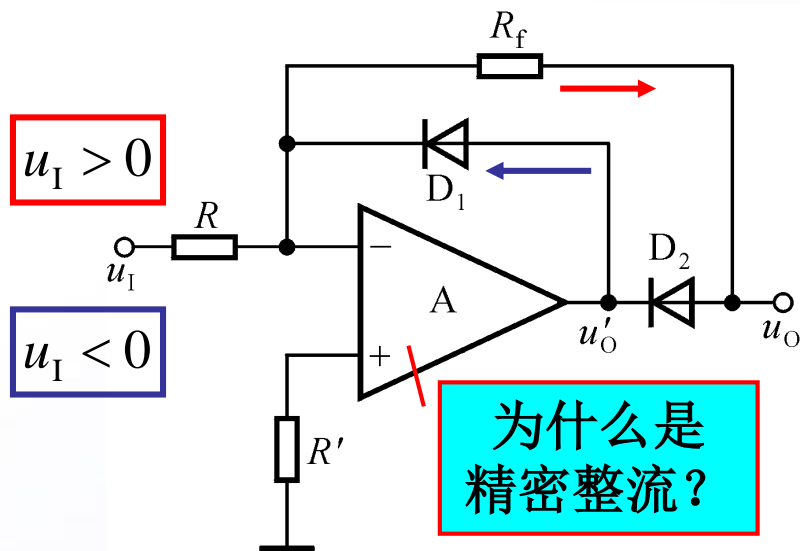 R_f
u_I > 0
D_1
R
u_I
−
A
D_2
u'_O
u_O
u_I < 0
+
R'
为什么是
精密整流？